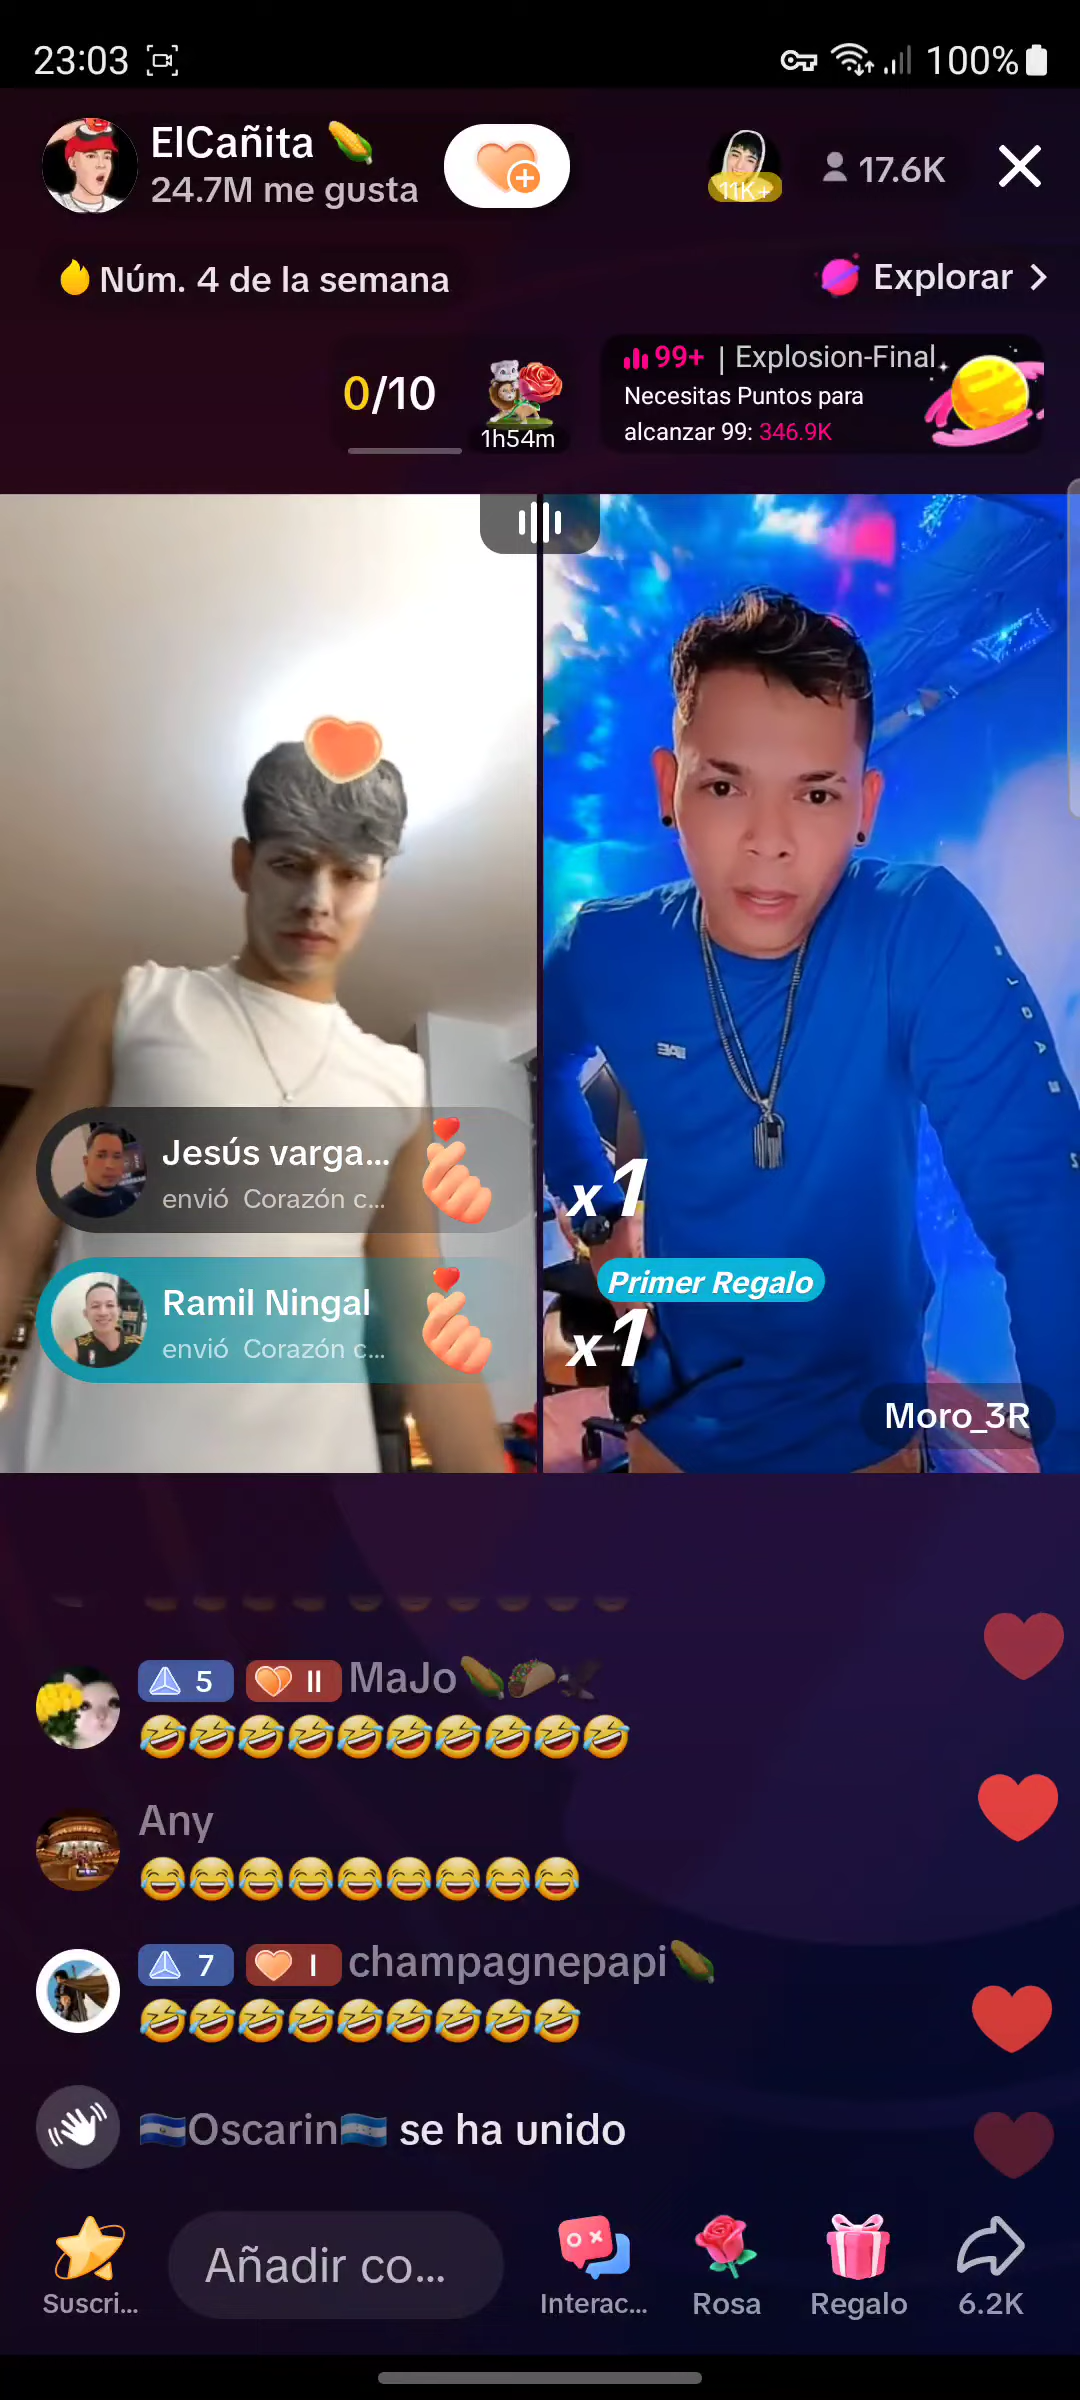 23:03
100%
ElCañita 🌽
24.7M me gusta
11K+
17.6K
Núm. 4 de la semana
Explorar >
0/10
1h54m
99+ | Explosion-Final
Necesitas Puntos para
alcanzar 99: 346.9K
Jesús varga...
envió Corazón c...
x1
Primer Regalo
Ramil Ningal
envió Corazón c...
x1
Moro_3R
5 II MaJo🌽🌮🦅
🤣🤣🤣🤣🤣🤣🤣🤣🤣🤣
Any
😂😂😂😂😂😂😂😂😂
7 I champagnepapi🌽
🤣🤣🤣🤣🤣🤣🤣🤣🤣
🇸🇻Oscarin🇭🇳 se ha unido
Suscri...
Añadir co...
Interac...
Rosa
Regalo
6.2K